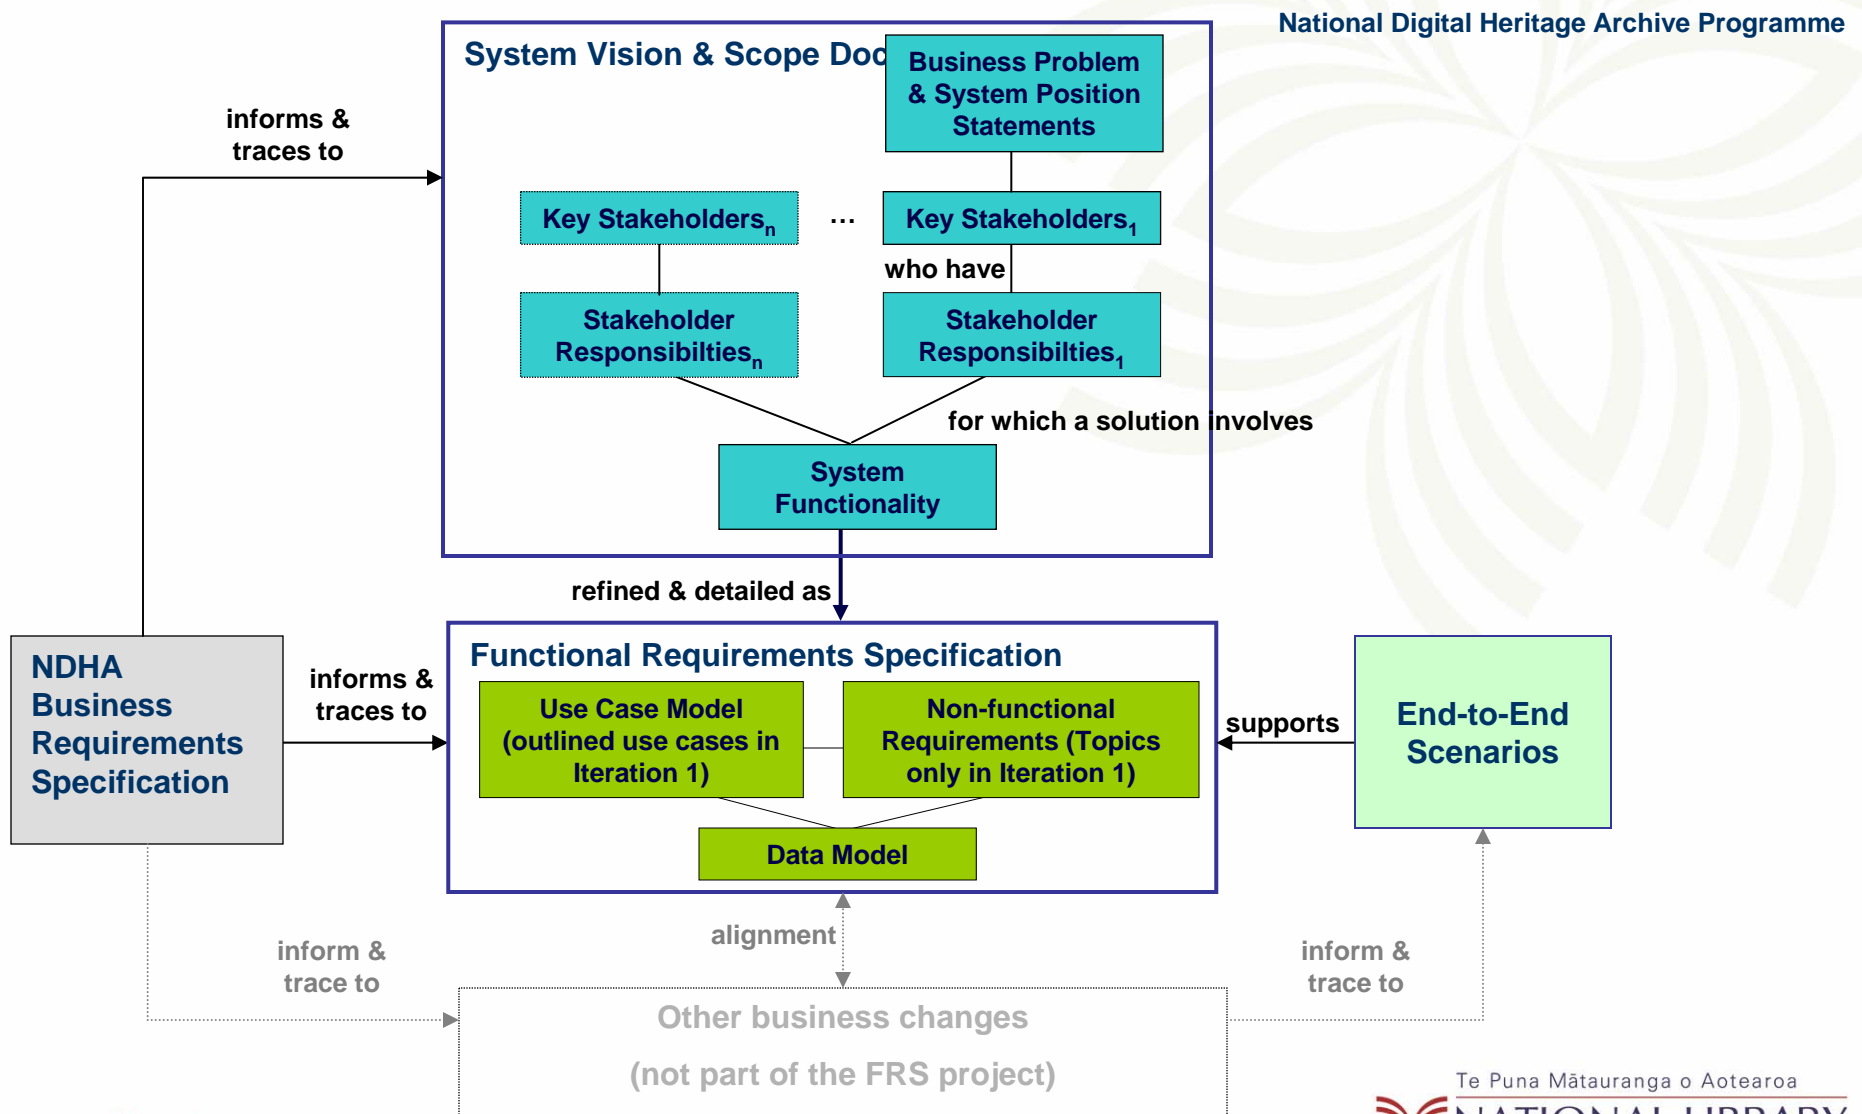 National Digital Heritage Archive Programme
System Vision & Scope Doc
Business Problem
& System Position
Statements
informs &
traces to
Key Stakeholdersn
...
Key Stakeholders1
who have
Stakeholder
Responsibiltiesn
Stakeholder
Responsibilties1
for which a solution involves
System
Functionality
refined & detailed as
NDHA
Business
Requirements
Specification
informs &
traces to
Functional Requirements Specification
Use Case Model
(outlined use cases in
Iteration 1)
Non-functional
Requirements (Topics
only in Iteration 1)
Data Model
supports
End-to-End
Scenarios
alignment
inform &
trace to
inform &
trace to
Other business changes
(not part of the FRS project)
Te Puna Mātauranga o Aotearoa
NATIONAL LIBRARY